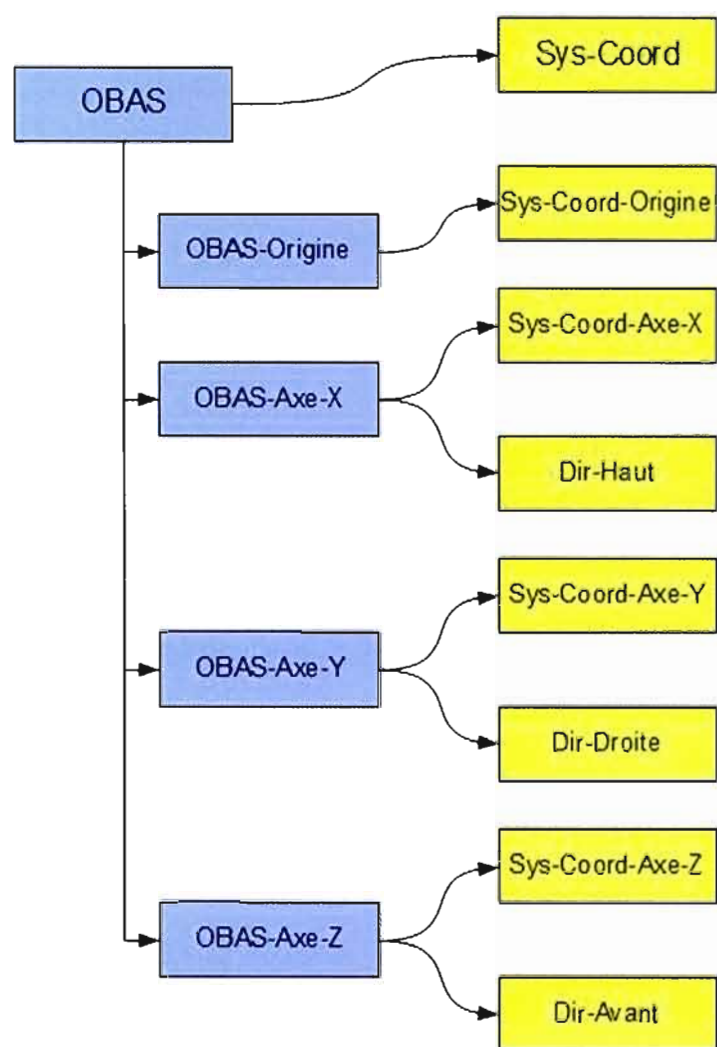 Sys-Coord
OBAS
Sys-Coord-Origine
OBAS-Origine
Sys-Coord-Axe-X
OBAS-Axe-X
Dir-Haut
Sys-Coord-Axe-Y
OBAS-Axe-Y
Dir-Droite
Sys-Coord-Axe-Z
OBAS-Axe-Z
Dir-Avant